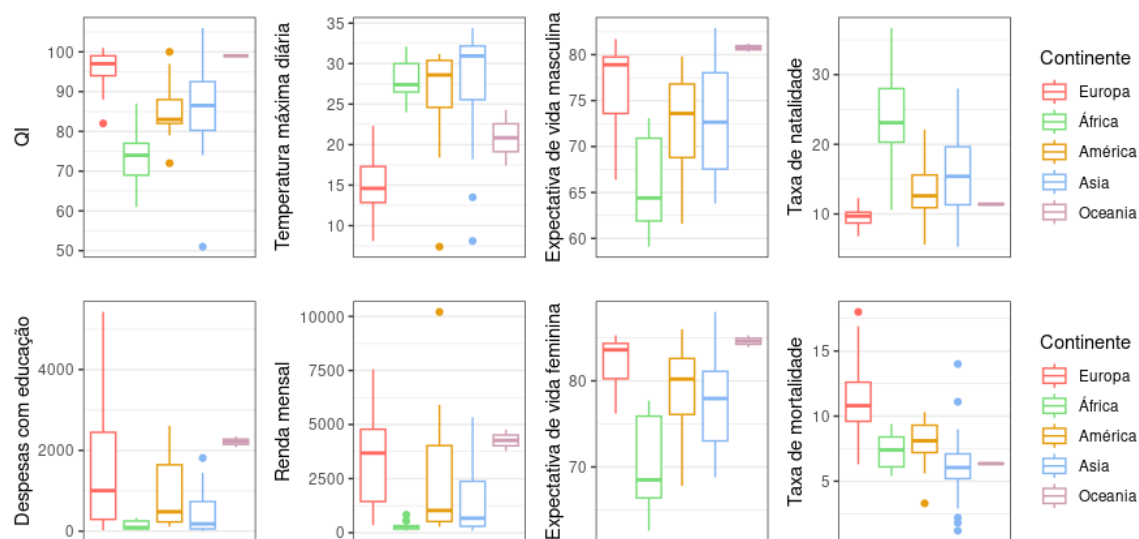 QI
100
90
80
70
60
50
Temperatura máxima diária
35
30
25
20
15
10
Expectativa de vida masculina
80
75
70
65
60
Taxa de natalidade
30
20
10
Continente
Europa
África
América
Asia
Oceania
Despesas com educação
4000
2000
0
Renda mensal
10000
7500
5000
2500
0
Expectativa de vida feminina
80
70
Taxa de mortalidade
15
10
5
Continente
Europa
África
América
Asia
Oceania